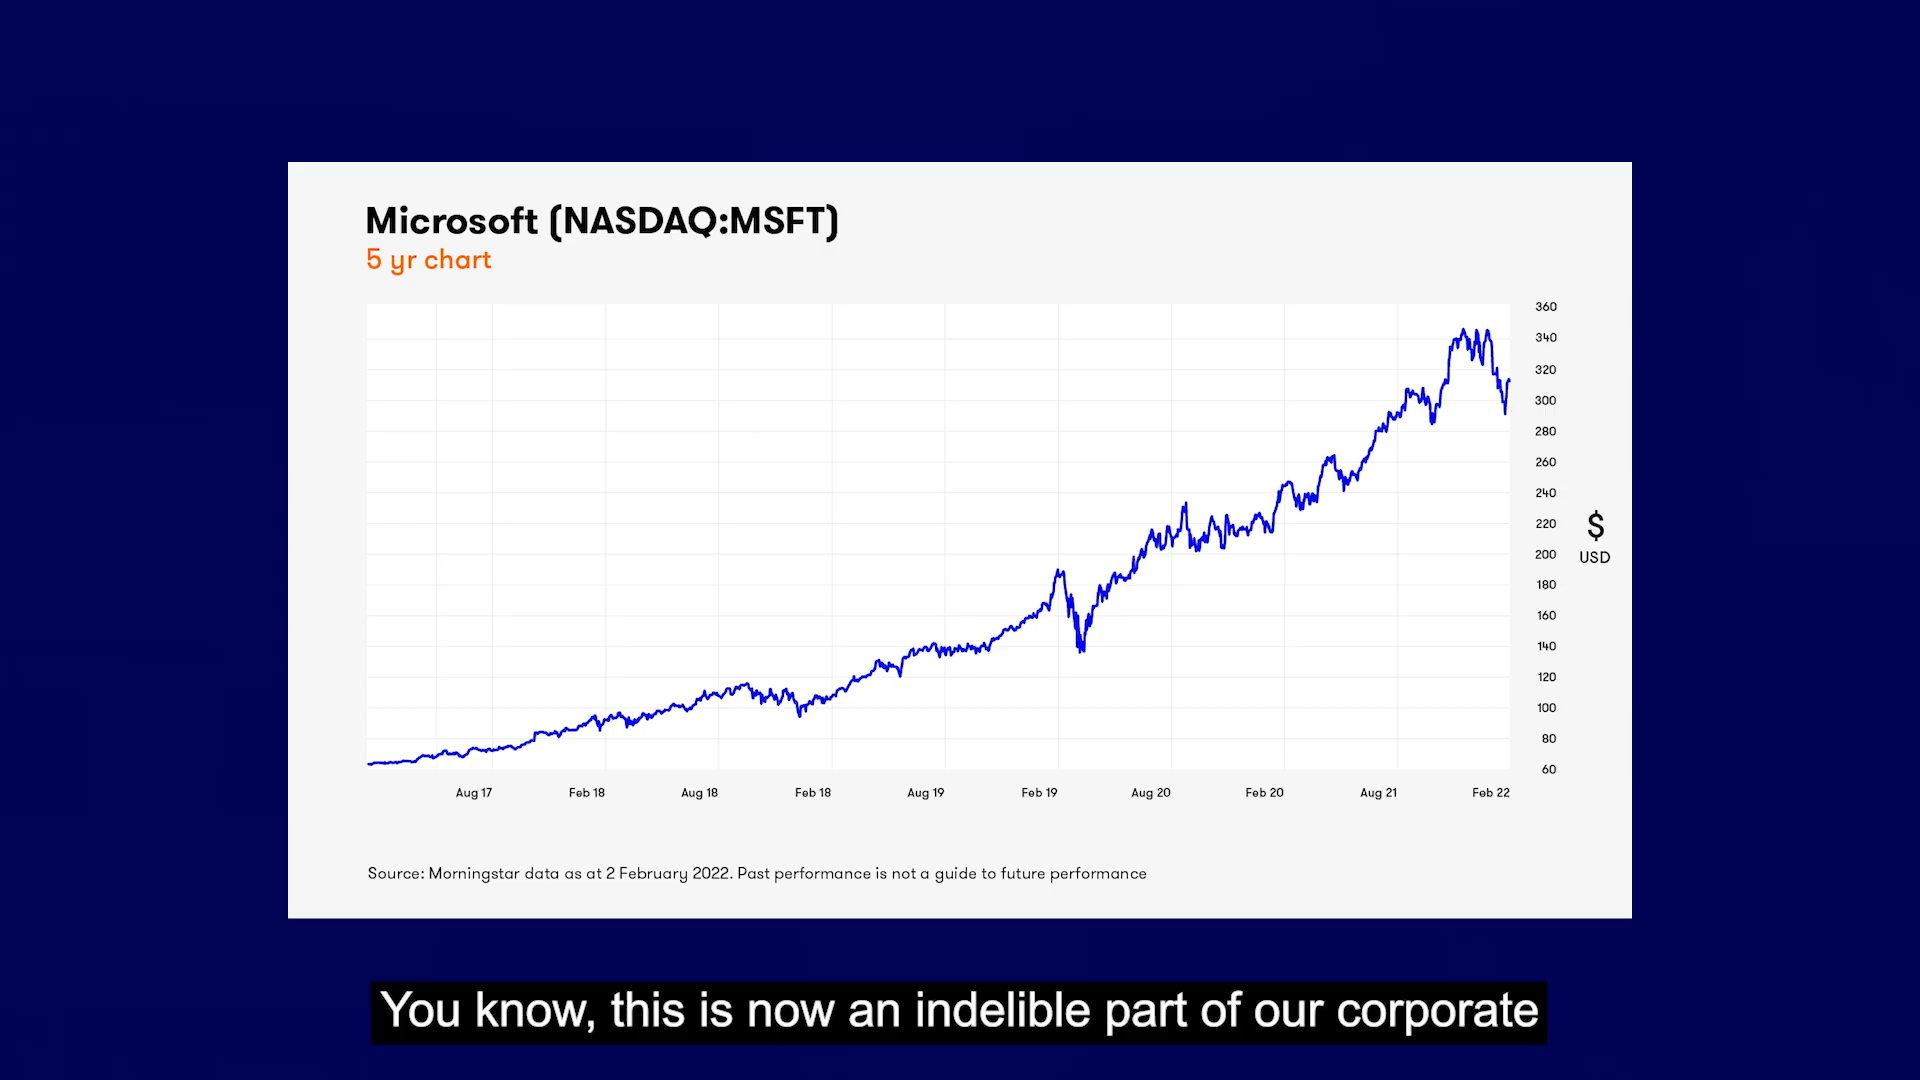 Microsoft (NASDAQ:MSFT)
5 yr chart
360
340
320
300
280
260
240
220
200
180
160
140
120
100
80
60
$
USD
Aug 17 Feb 18 Aug 18 Feb 18 Aug 19 Feb 19 Aug 20 Feb 20 Aug 21 Feb 22
Source: Morningstar data as at 2 February 2022. Past performance is not a guide to future performance
You know, this is now an indelible part of our corporate